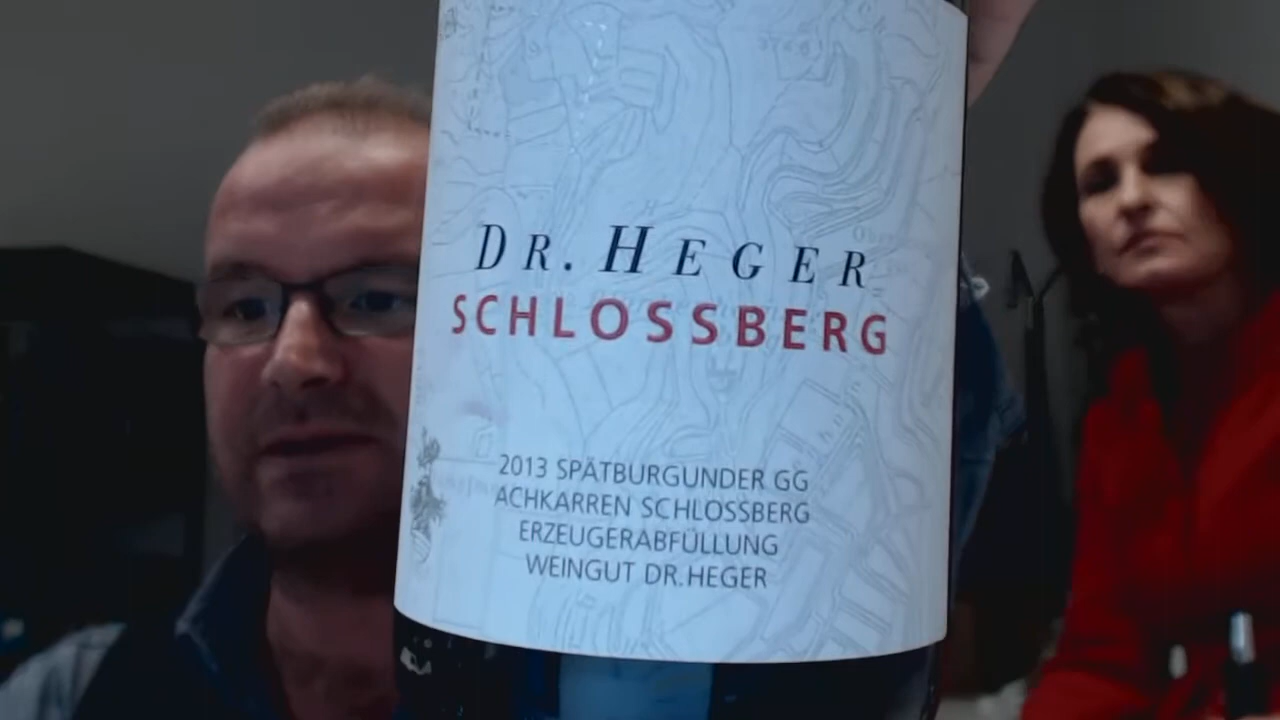 DR. HEGER
SCHLOSSBERG
2013 SPÄTBURGUNDER GG
ACHKARREN SCHLOSSBERG
ERZEUGERABFÜLLUNG
WEINGUT DR.HEGER